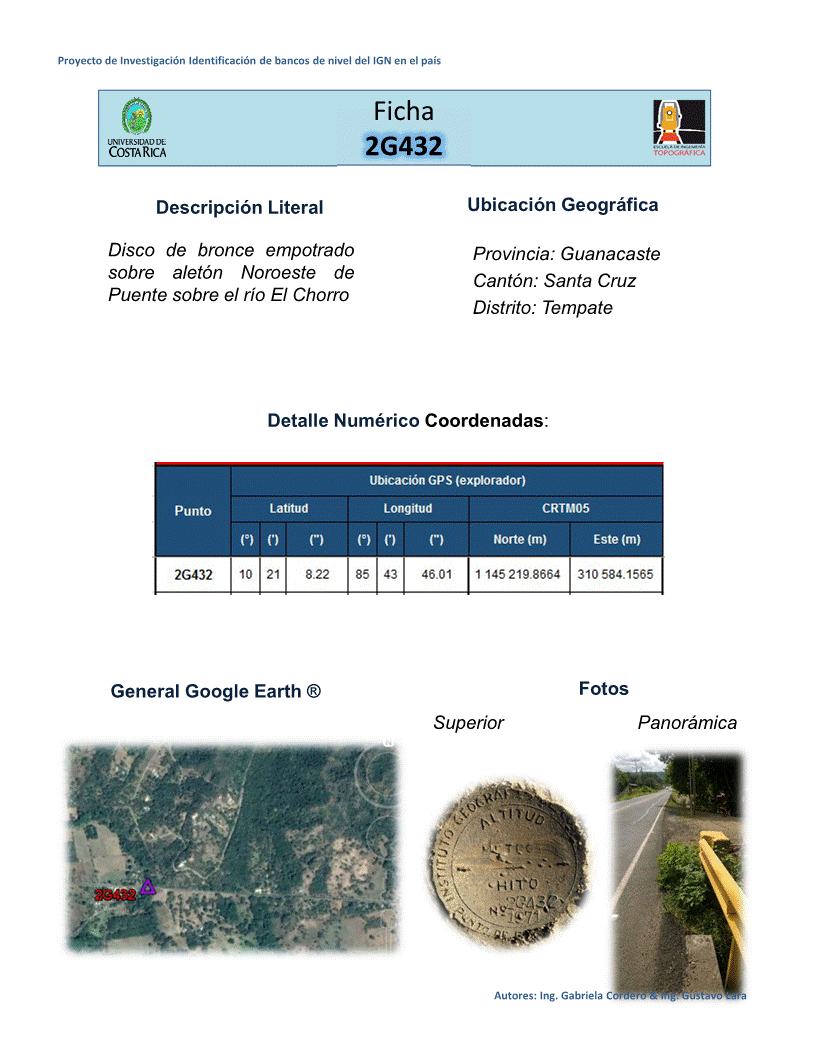 Proyecto de Investigación Identificación de bancos de nivel del IGN en el país
UNIVERSIDAD DE
COSTA RICA
Ficha
2G432
ESCUELA DE INGENIERÍA
TOPOGRÁFICA
Descripción Literal
Disco de bronce empotrado
sobre aletón Noroeste de
Puente sobre el río El Chorro
Ubicación Geográfica
Provincia: Guanacaste
Cantón: Santa Cruz
Distrito: Tempate
Detalle Numérico Coordenadas:
Punto
Ubicación GPS (explorador)
Latitud Longitud CRTM05
(°) (') (") (°) (') (") Norte (m) Este (m)
2G432 10 21 8.22 85 43 46.01 1 145 219.8664 310 584.1565
General Google Earth ®
Fotos
Superior Panorámica
2G432
INSTITUTO
ALTITUD
METROS
HITO
Nº
1971
Autores: Ing. Gabriela Cordero & Ing. Gustavo Lara